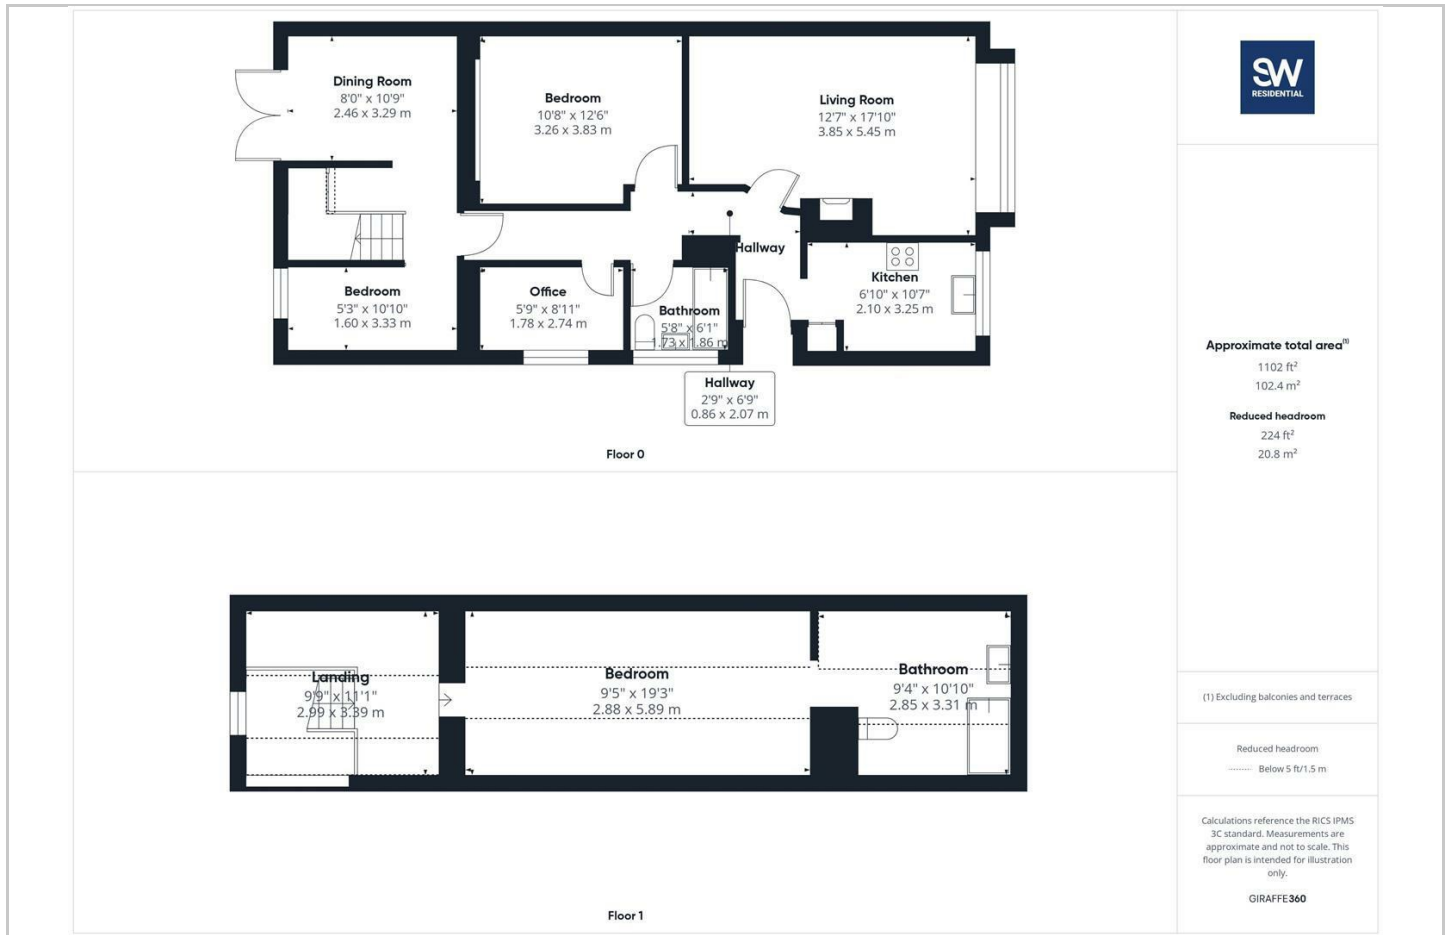 Dining Room
8'0" x 10'9"
2.46 x 3.29 m
Bedroom
10'8" x 12'6"
3.26 x 3.83 m
Living Room
12'7" x 17'10"
3.85 x 5.45 m
Hallway
Kitchen
6'10" x 10'7"
2.10 x 3.25 m
Bedroom
5'3" x 10'10"
1.60 x 3.33 m
Office
5'9" x 8'11"
1.78 x 2.74 m
Bathroom
5'8" x 6'1"
1.73 x 1.86 m
Hallway
2'9" x 6'9"
0.86 x 2.07 m
Floor 0
Landing
9'9" x 11'1"
2.99 x 3.39 m
Bedroom
9'5" x 19'3"
2.88 x 5.89 m
Bathroom
9'4" x 10'10"
2.85 x 3.31 m
Floor 1
SW
RESIDENTIAL
Approximate total area(1)
1102 ft²
102.4 m²
Reduced headroom
224 ft²
20.8 m²
(1) Excluding balconies and terraces
Reduced headroom
Below 5 ft/1.5 m
Calculations reference the RICS IPMS
3C standard. Measurements are
approximate and not to scale. This
floor plan is intended for illustration
only.
GIRAFFE360